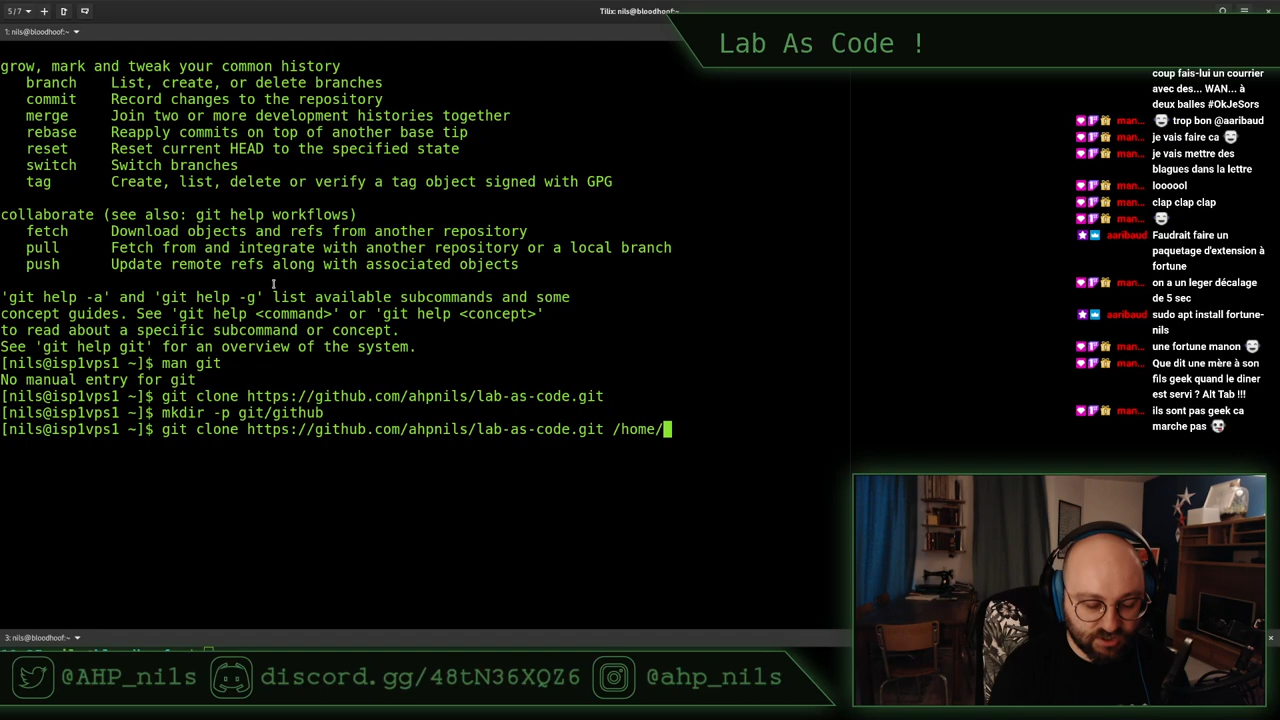 5/7
Tilix: nils@bloodhoof:~
1: nils@bloodhoof:~
Lab As Code !
grow, mark and tweak your common history
branch List, create, or delete branches
commit Record changes to the repository
merge Join two or more development histories together
rebase Reapply commits on top of another base tip
reset Reset current HEAD to the specified state
switch Switch branches
tag Create, list, delete or verify a tag object signed with GPG
collaborate (see also: git help workflows)
fetch Download objects and refs from another repository
pull Fetch from and integrate with another repository or a local branch
push Update remote refs along with associated objects
'git help -a' and 'git help -g' list available subcommands and some
concept guides. See 'git help <command>' or 'git help <concept>'
to read about a specific subcommand or concept.
See 'git help git' for an overview of the system.
[nils@isp1vps1 ~]$ man git
No manual entry for git
[nils@isp1vps1 ~]$ git clone https://github.com/ahpnils/lab-as-code.git
[nils@isp1vps1 ~]$ mkdir -p git/github
[nils@isp1vps1 ~]$ git clone https://github.com/ahpnils/lab-as-code.git /home/
3: nils@bloodhoof:~
coup fais-lui un courrier
avec des... WAN... à
deux balles #OkJeSors
man... trop bon @aaribaud
man... je vais faire ca
man... je vais mettre des
blagues dans la lettre
man... loooool
man... clap clap clap
man...
aaribaud Faudrait faire un
paquetage d'extension à
fortune
man... on a un leger décalage
de 5 sec
aaribaud sudo apt install fortune-
nils
man... une fortune manon
man... Que dit une mère à son
fils geek quand le diner
est servi ? Alt Tab !!!
man... ils sont pas geek ca
marche pas
@AHP_nils discord.gg/48tN36XQZ6 @ahp_nils